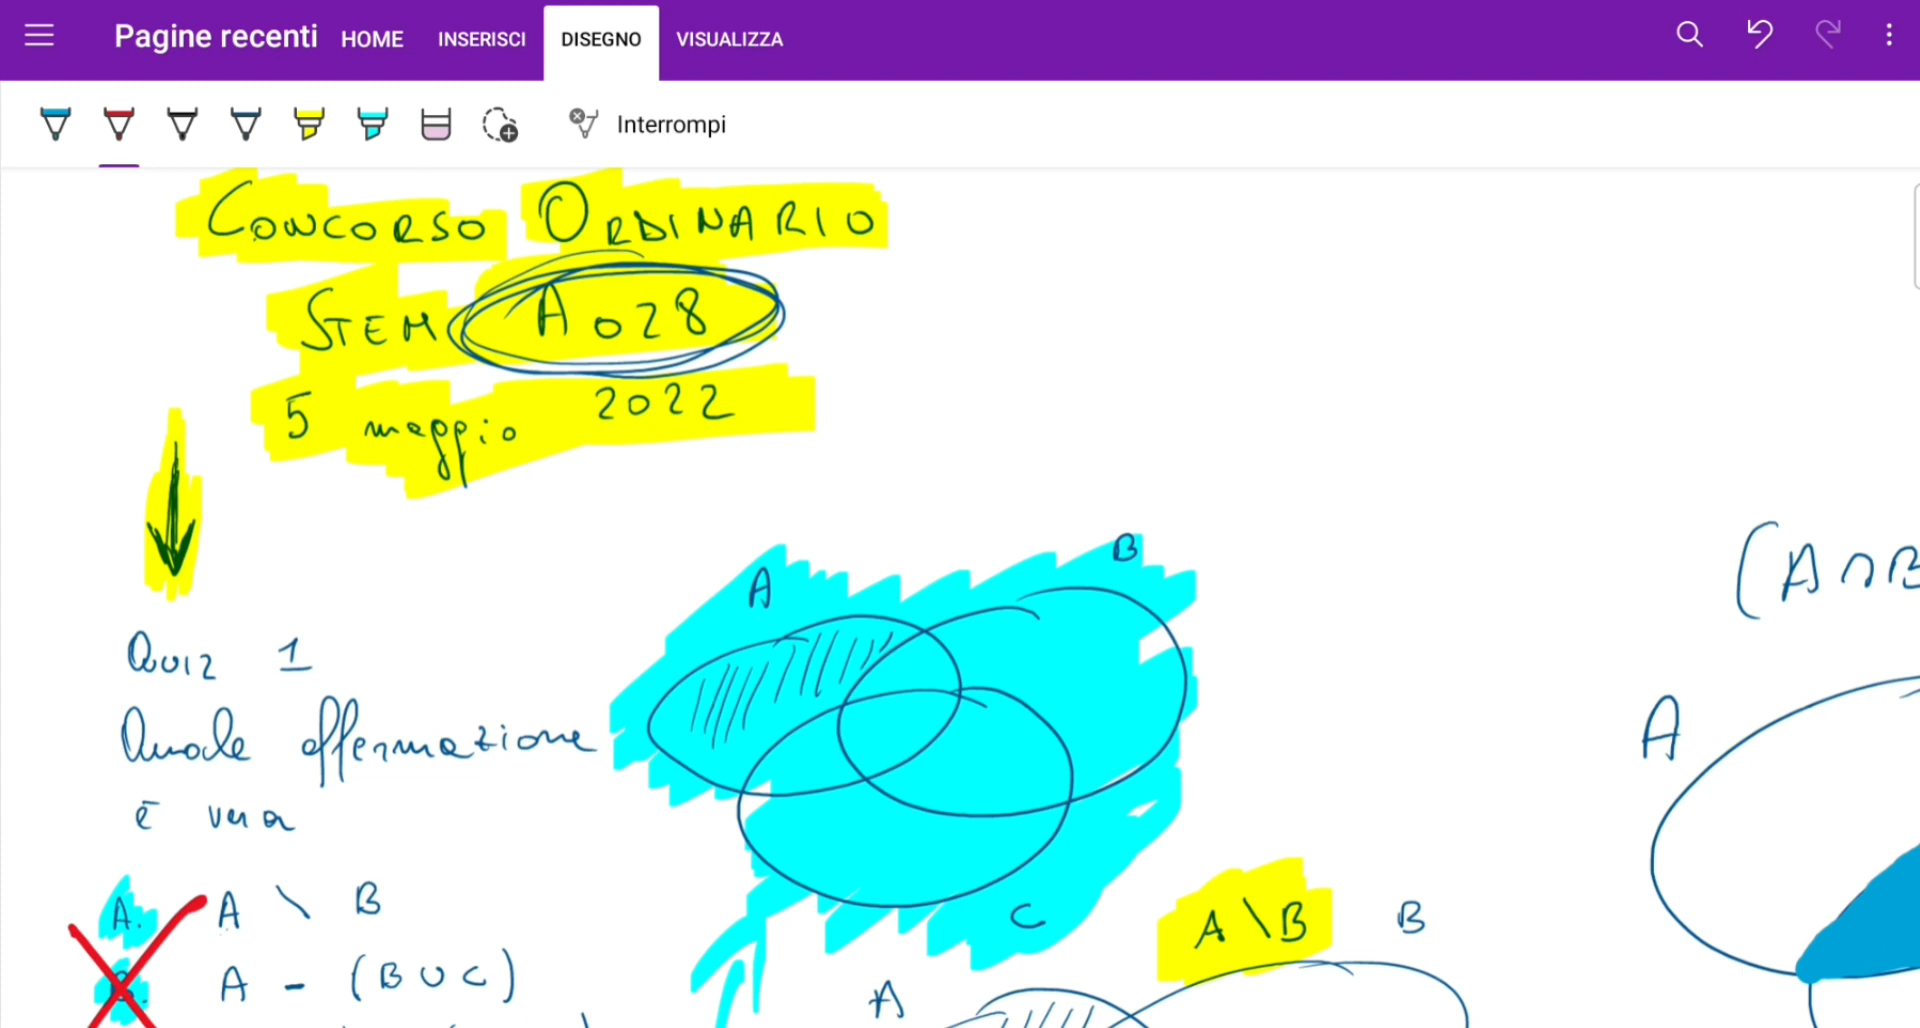 Pagine recenti HOME INSERISCI DISEGNO VISUALIZZA
Interrompi
CONCORSO ORDINARIO
STEM A028
5 maggio 2022
B
(A ∩ B
A
Quiz 1
Quale affermazione
è vera
A
A. A \ B
C
A \ B B
B. A - (B ∪ C)
A